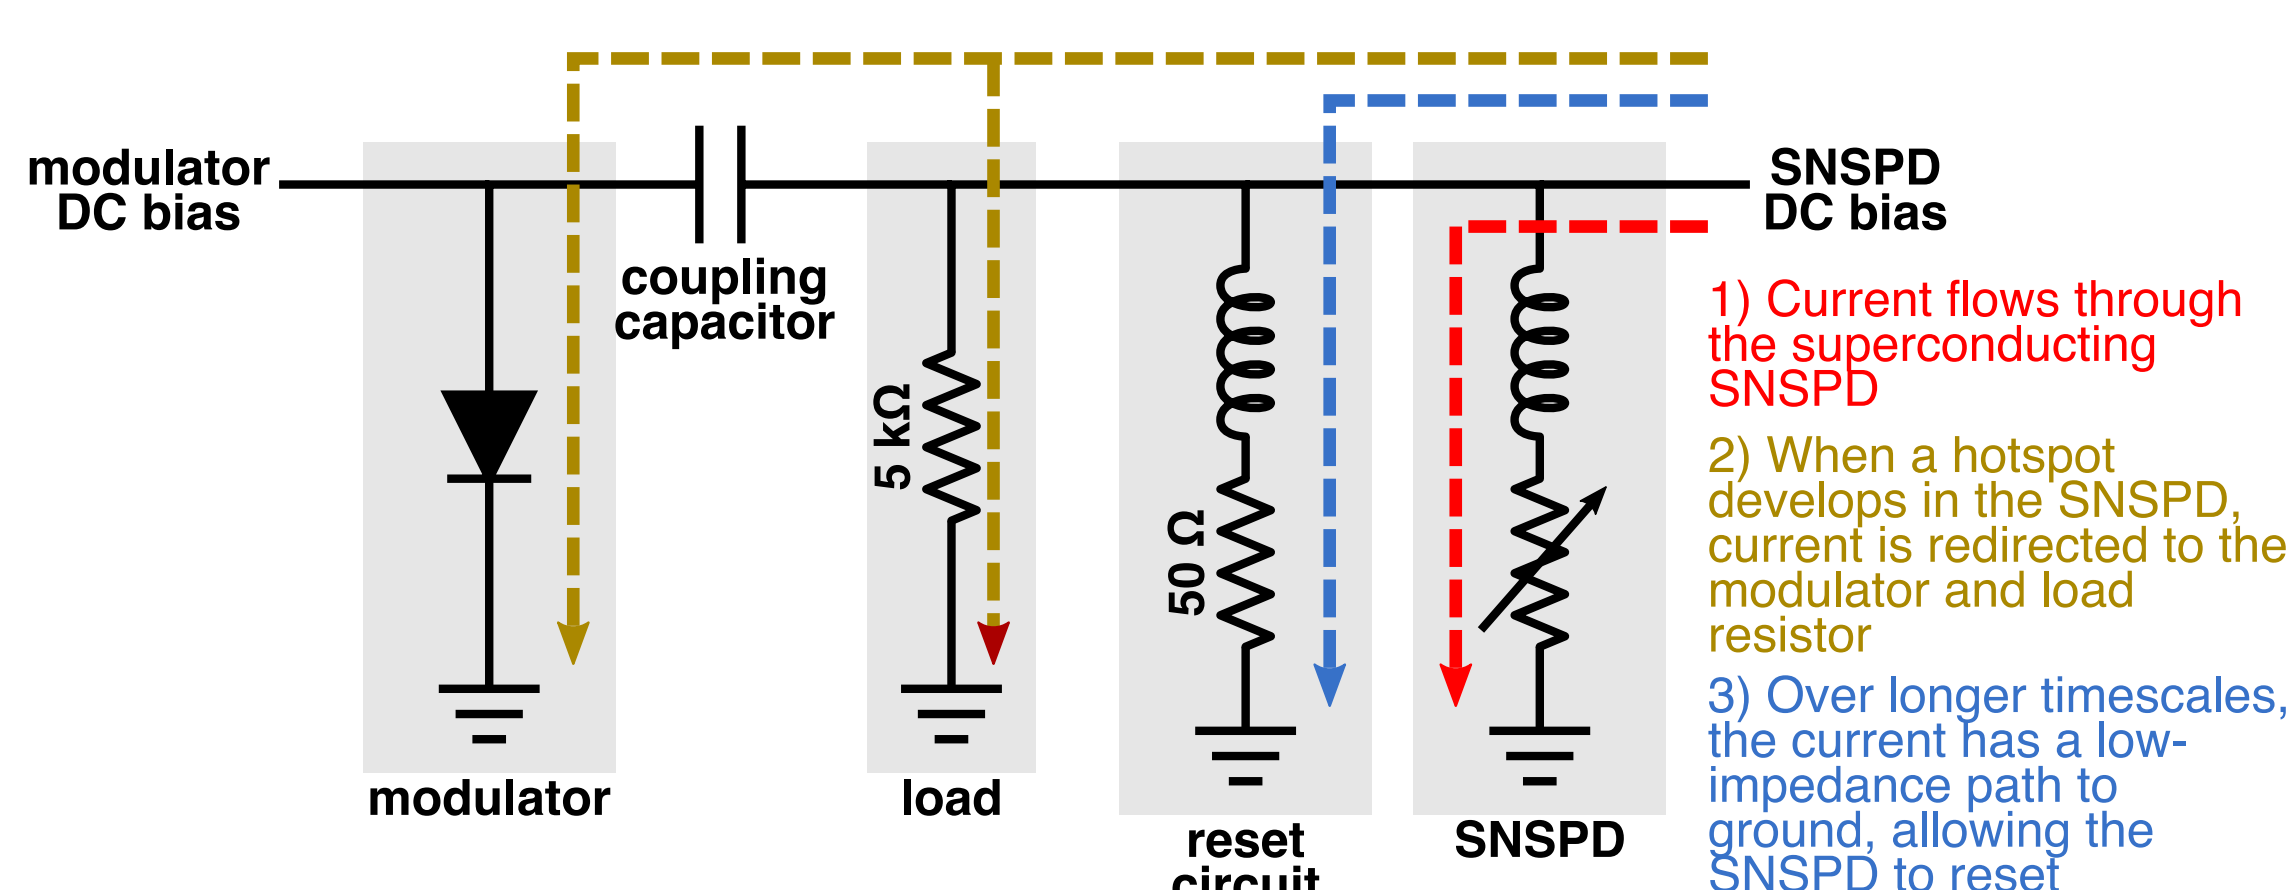 modulator
DC bias
coupling
capacitor
5 kΩ
50 Ω
SNSPD
DC bias
1) Current flows through
the superconducting
SNSPD
2) When a hotspot
develops in the SNSPD,
current is redirected to the
modulator and load
resistor
3) Over longer timescales,
the current has a low-
impedance path to
ground, allowing the
SNSPD to reset
modulator
load
reset
circuit
SNSPD